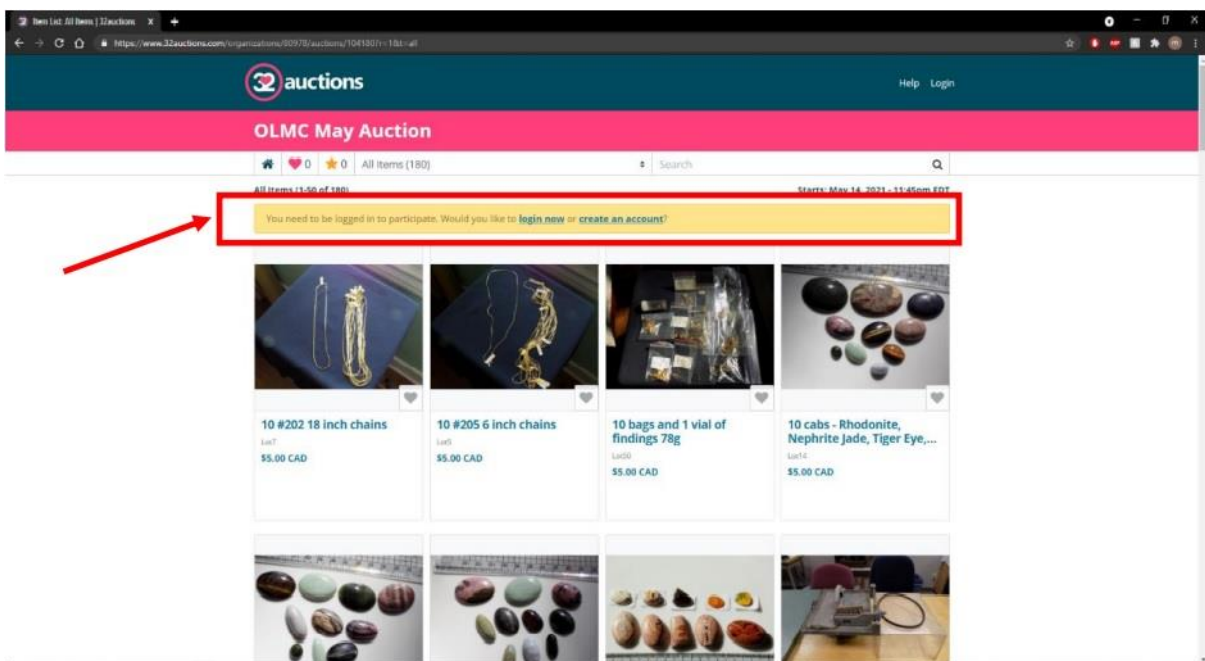 Item List: All Items | 32auctions
https://www.32auctions.com/organizations/80978/auctions/104180?r=1&t=all
32 auctions
Help Login
OLMC May Auction
0 0 All Items (180) Search
All Items (1-50 of 180) Starts: May 14, 2021 - 11:45pm EDT
You need to be logged in to participate. Would you like to login now or create an account?
10 #202 18 inch chains
Lot7
$5.00 CAD
10 #205 6 inch chains
Lot5
$5.00 CAD
10 bags and 1 vial of
findings 78g
$5.00 CAD
10 cabs - Rhodonite,
Nephrite Jade, Tiger Eye,...
Lot14
$5.00 CAD